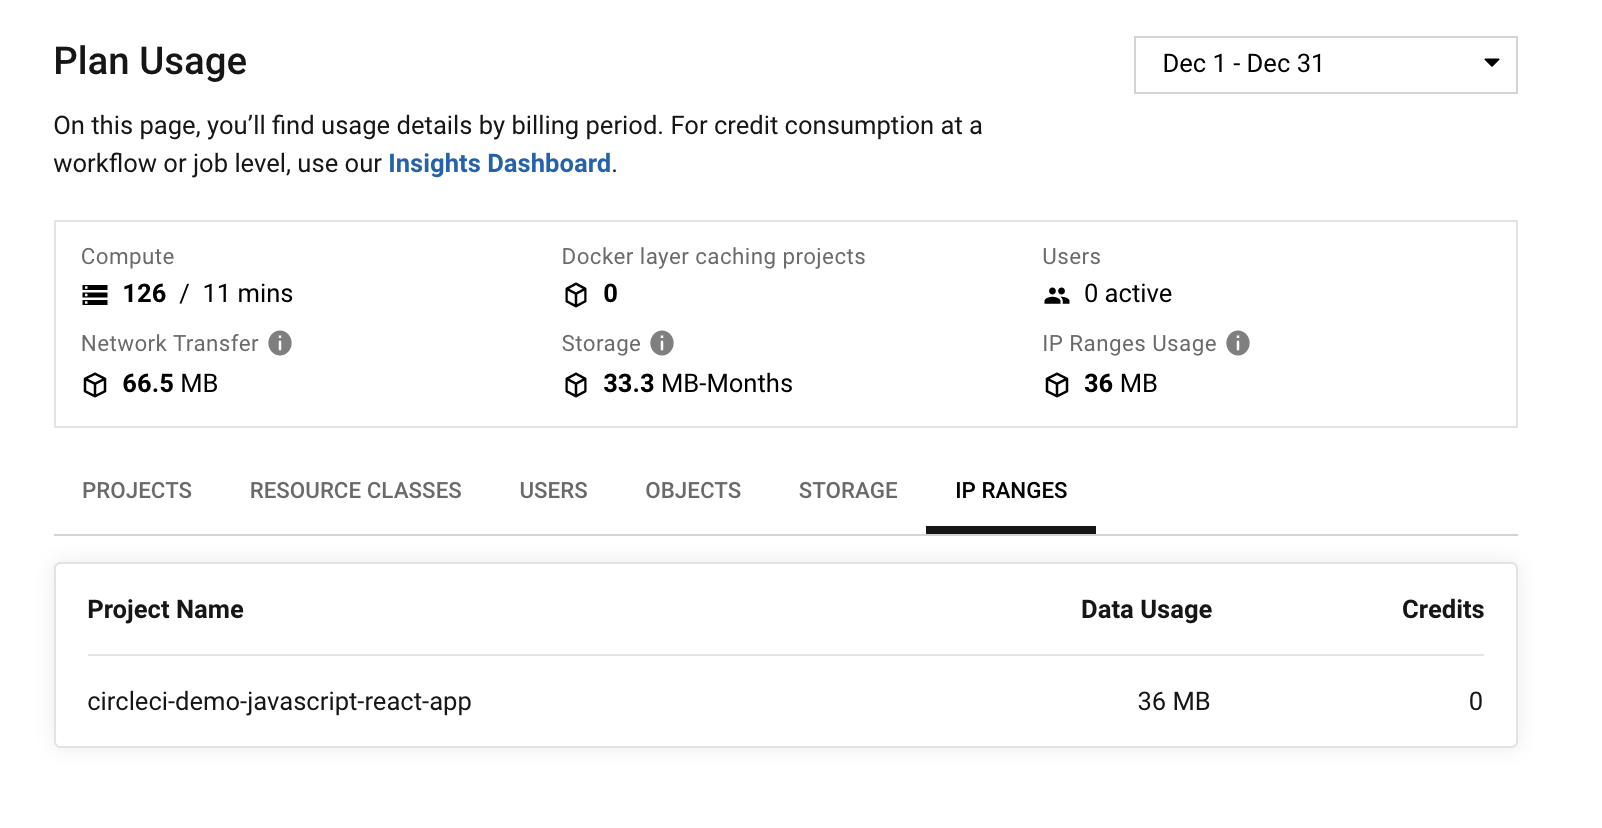 Plan Usage
Dec 1 - Dec 31
On this page, you’ll find usage details by billing period. For credit consumption at a
workflow or job level, use our Insights Dashboard.
Compute
126 / 11 mins
Docker layer caching projects
0
Users
0 active
Network Transfer
66.5 MB
Storage
33.3 MB-Months
IP Ranges Usage
36 MB
PROJECTS RESOURCE CLASSES USERS OBJECTS STORAGE IP RANGES
Project Name Data Usage Credits
circleci-demo-javascript-react-app 36 MB 0